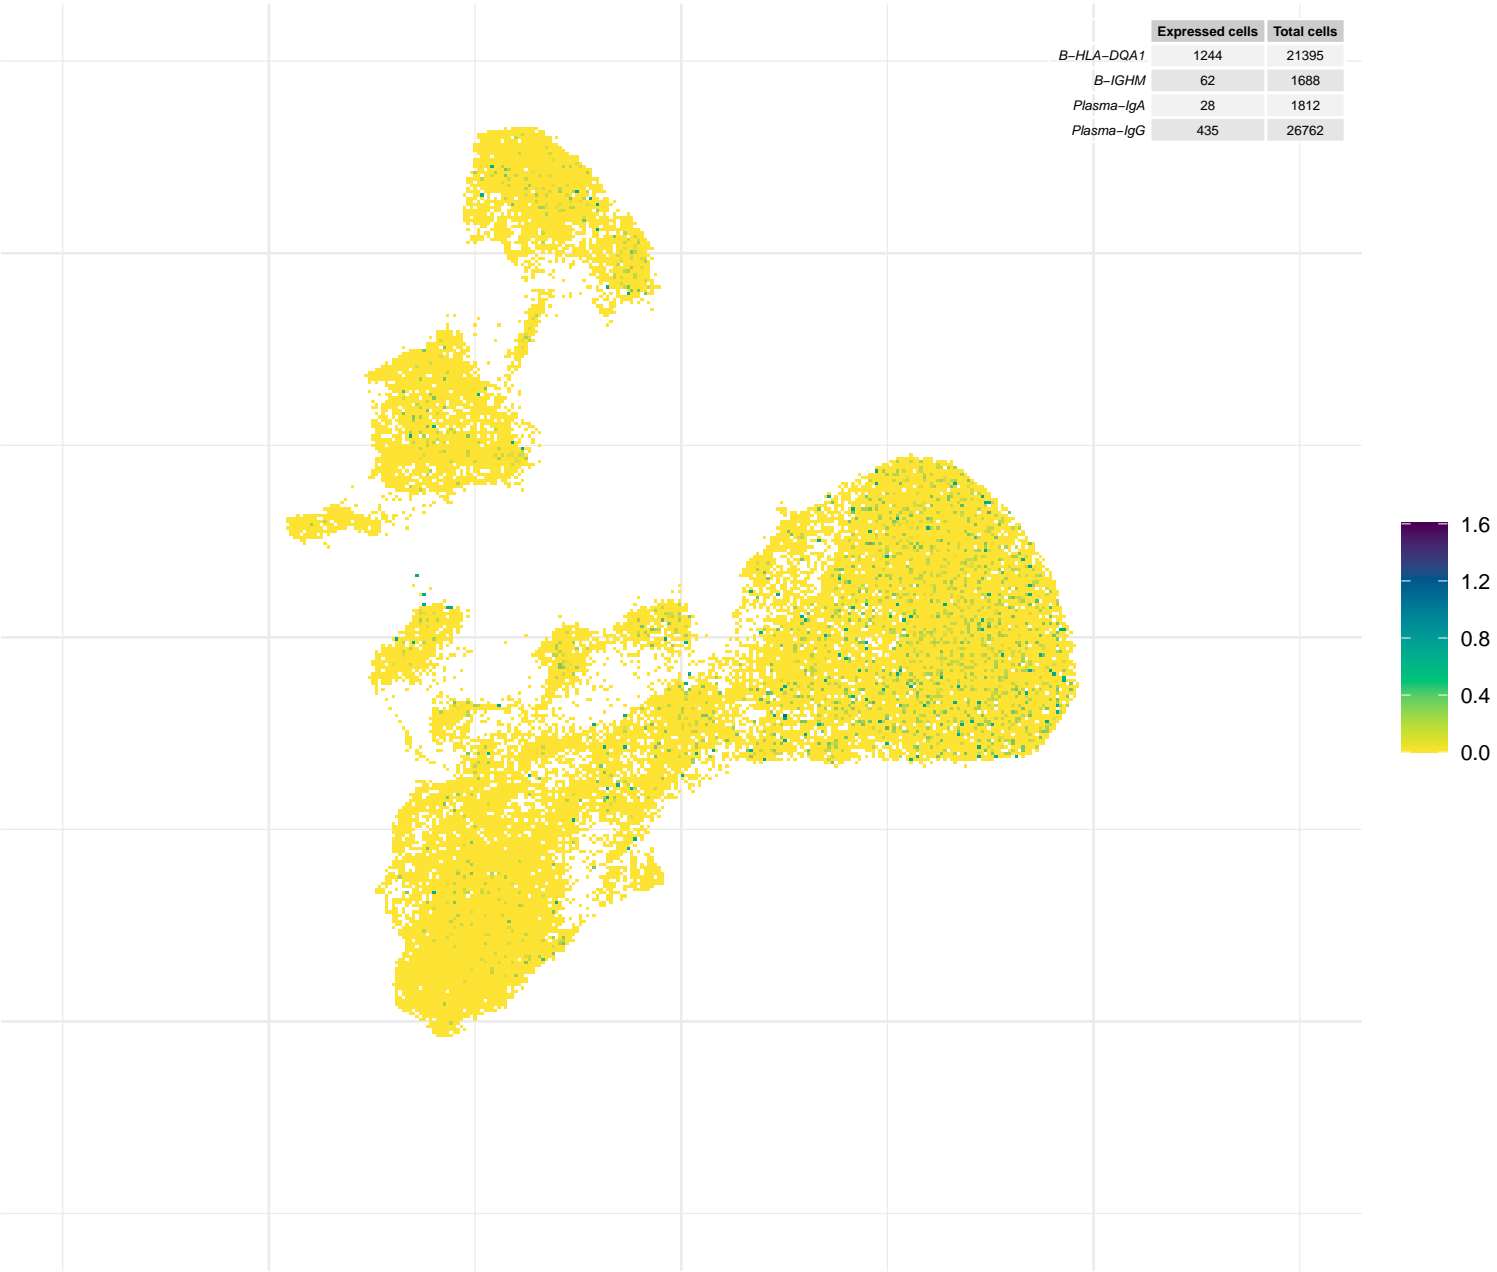 Expressed cells Total cells
B−HLA−DQA1 1244 21395
B−IGHM 62 1688
Plasma−IgA 28 1812
Plasma−IgG 435 26762
1.6
1.2
0.8
0.4
0.0